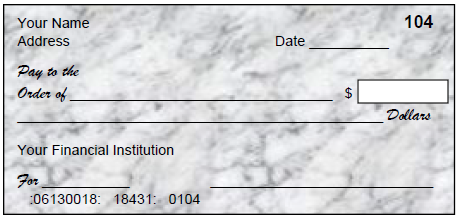 Your Name 104
Address Date
Pay to the
Order of $
Dollars
Your Financial Institution
For
:06130018: 18431: 0104